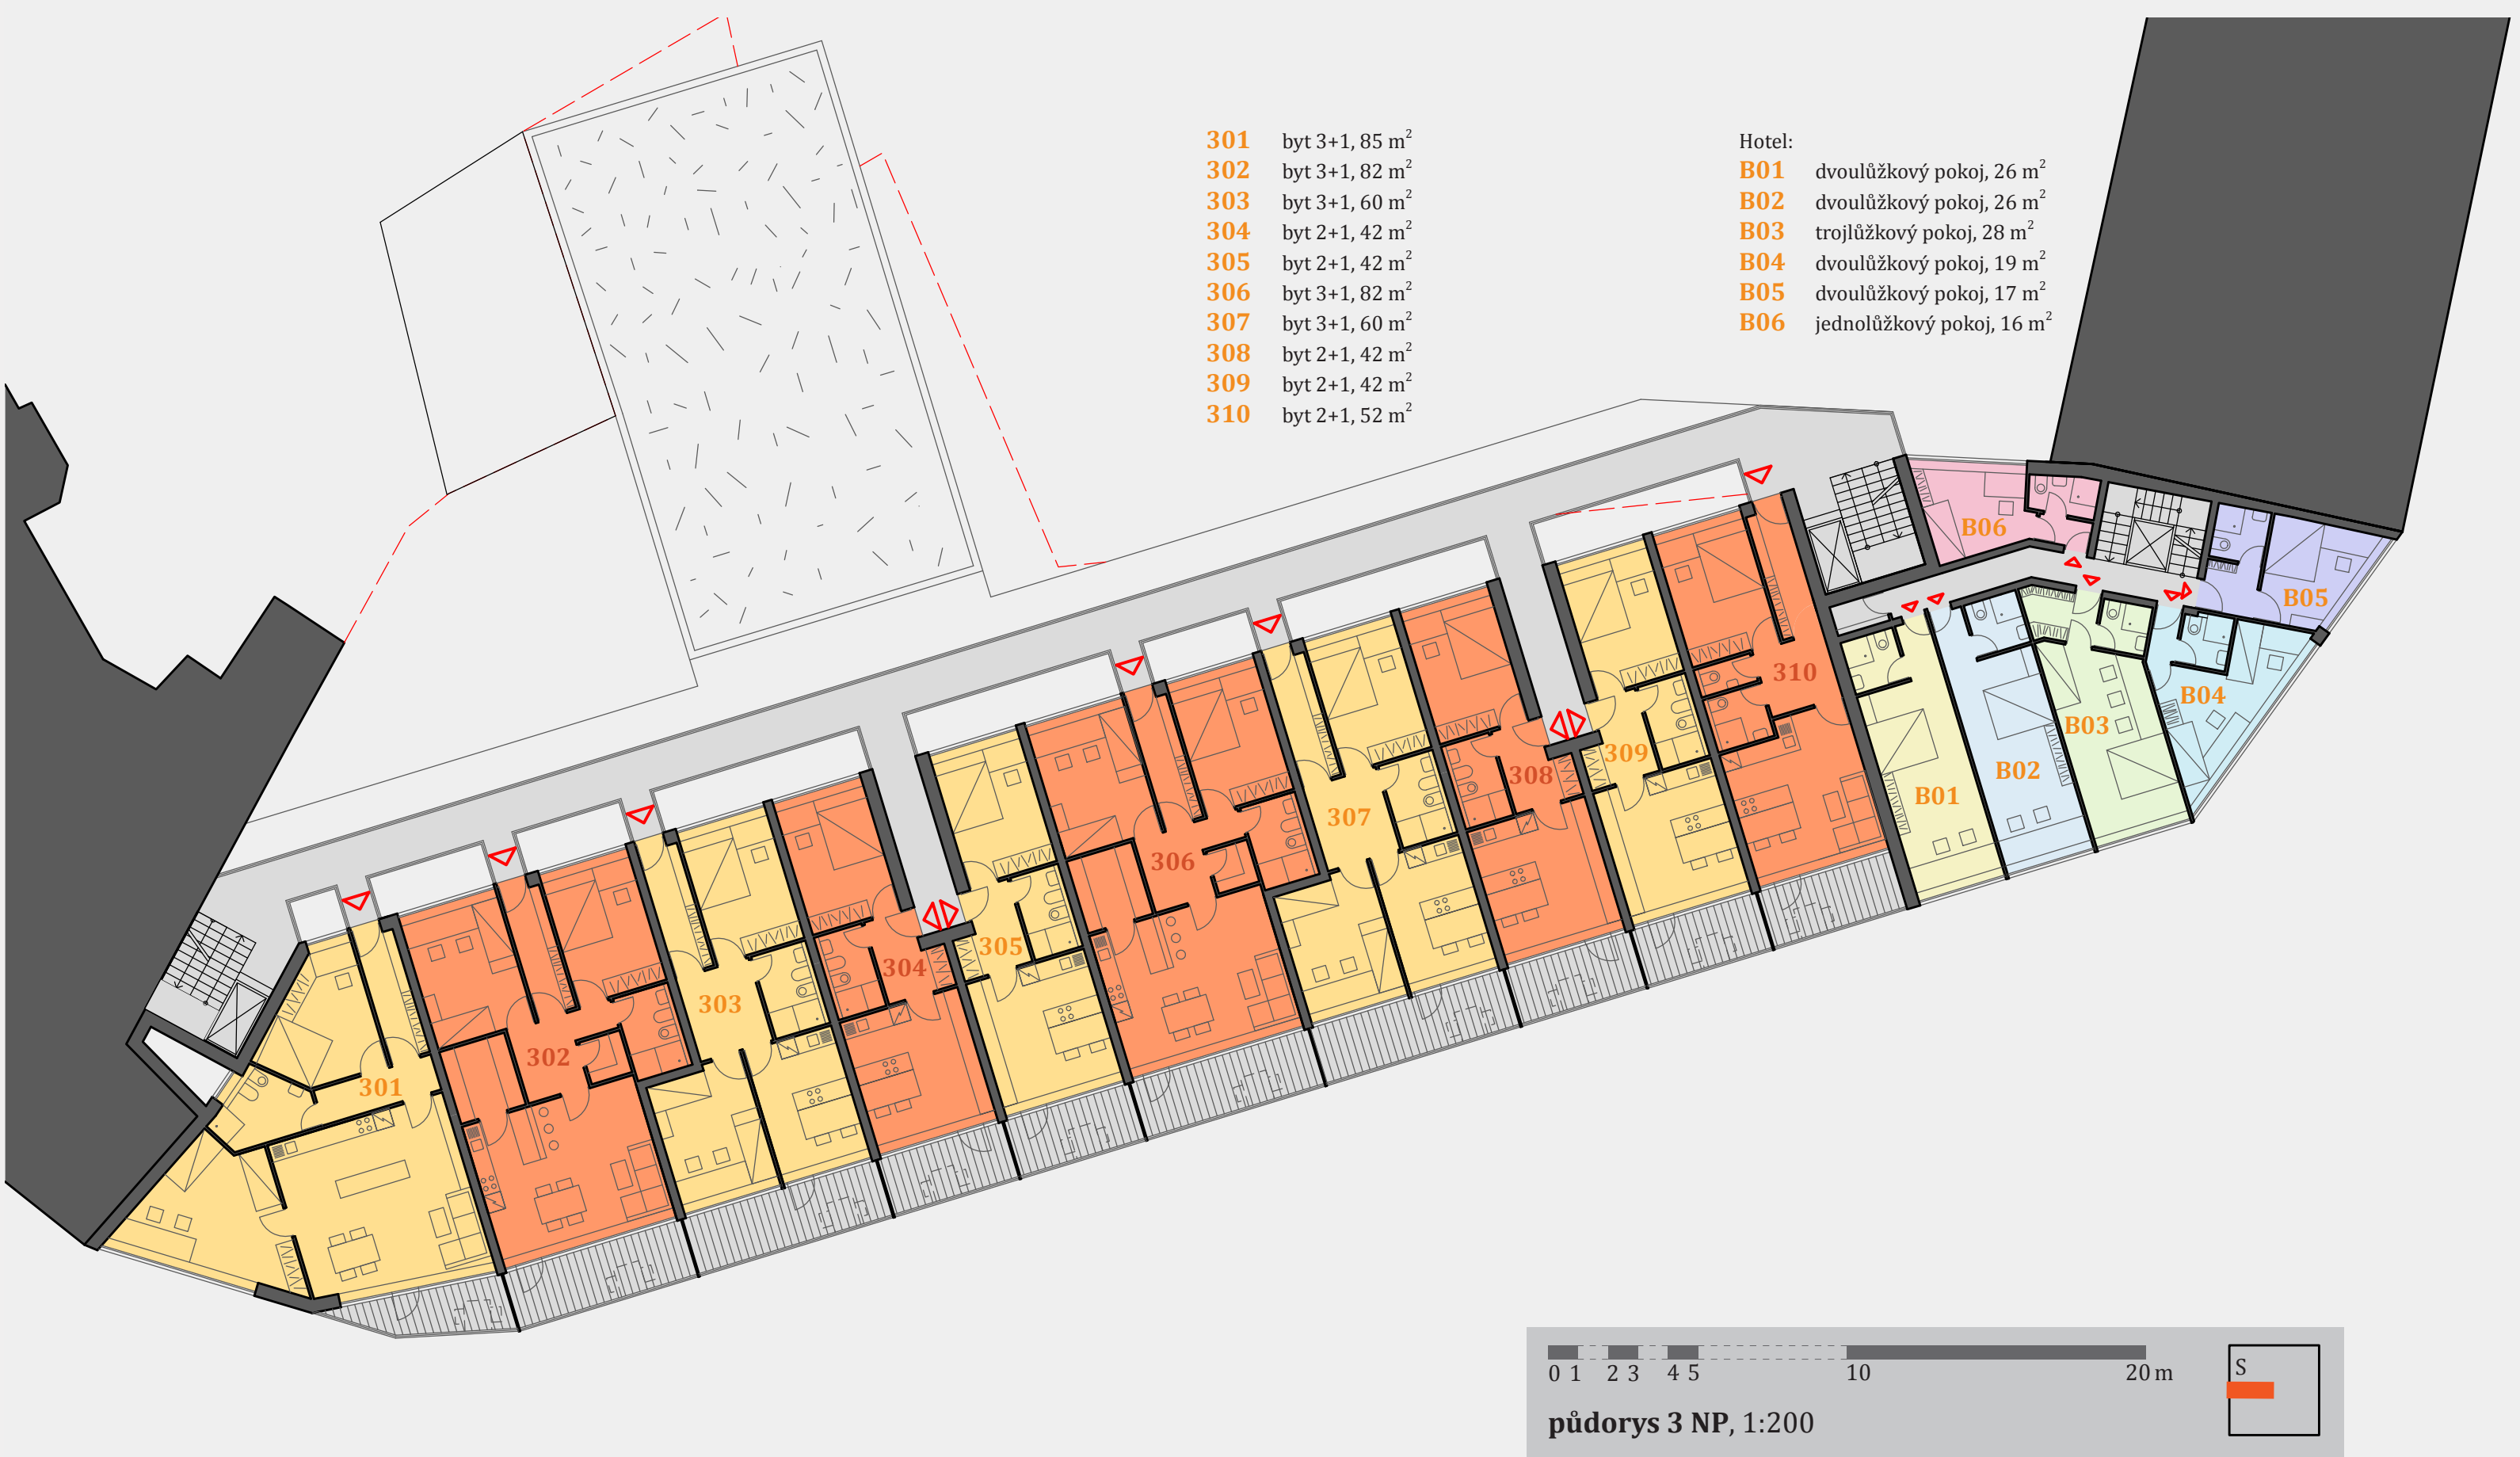 301 byt 3+1, 85 m²
302 byt 3+1, 82 m²
303 byt 3+1, 60 m²
304 byt 2+1, 42 m²
305 byt 2+1, 42 m²
306 byt 3+1, 82 m²
307 byt 3+1, 60 m²
308 byt 2+1, 42 m²
309 byt 2+1, 42 m²
310 byt 2+1, 52 m²
Hotel:
B01 dvoulůžkový pokoj, 26 m²
B02 dvoulůžkový pokoj, 26 m²
B03 trojlůžkový pokoj, 28 m²
B04 dvoulůžkový pokoj, 19 m²
B05 dvoulůžkový pokoj, 17 m²
B06 jednolůžkový pokoj, 16 m²
301
302
303
304
305
306
307
308
309
310
B01
B02
B03
B04
B05
B06
0 1 2 3 4 5 10 20 m
půdorys 3 NP, 1:200
S